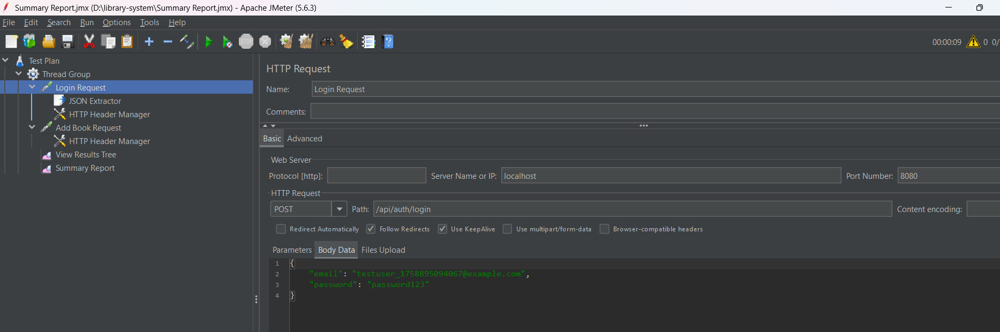 Summary Report.jmx (D:\library-system\Summary Report.jmx) - Apache JMeter (5.6.3)
File Edit Search Run Options Tools Help
STOP
00:00:09 0 0/
Test Plan
Thread Group
Login Request
JSON Extractor
HTTP Header Manager
Add Book Request
HTTP Header Manager
View Results Tree
Summary Report
HTTP Request
Name: Login Request
Comments:
Basic Advanced
Web Server
Protocol [http]: Server Name or IP: localhost Port Number: 8080
HTTP Request
POST Path: /api/auth/login Content encoding:
Redirect Automatically Follow Redirects Use KeepAlive Use multipart/form-data Browser-compatible headers
Parameters Body Data Files Upload
1 {
2 "email": "testuser_1758895094067@example.com",
3 "password": "password123"
4 }